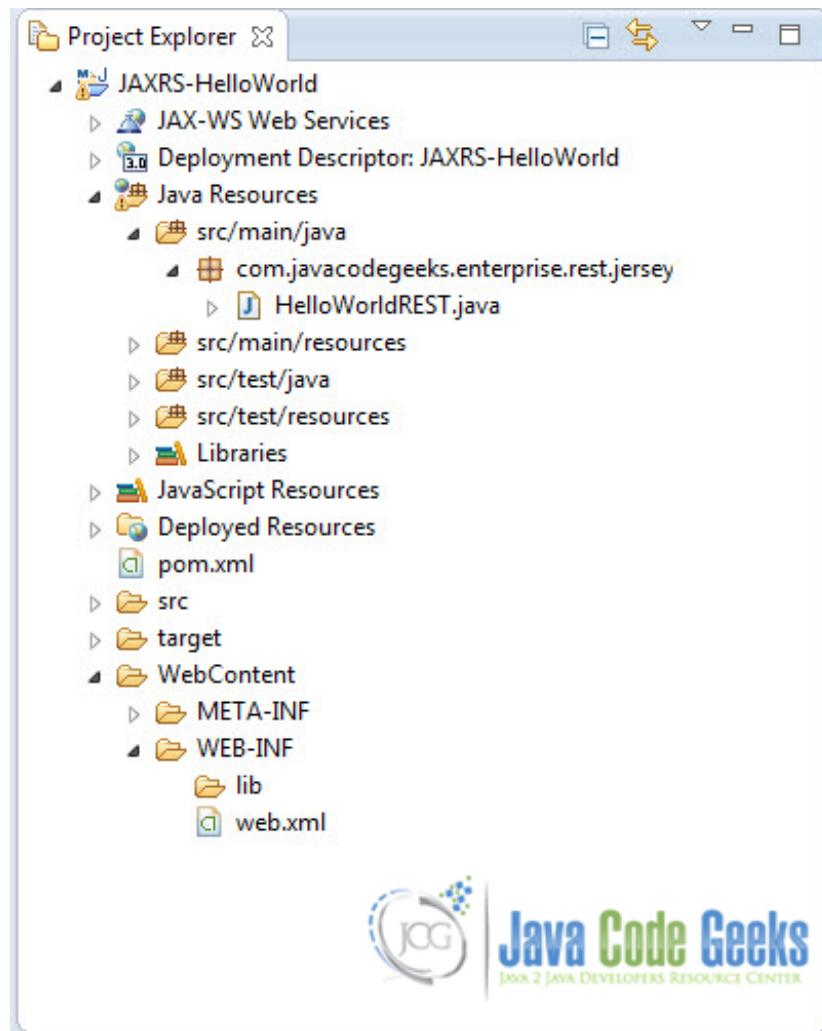 Project Explorer
JAXRS-HelloWorld
JAX-WS Web Services
3.0 Deployment Descriptor: JAXRS-HelloWorld
Java Resources
src/main/java
com.javacodegeeks.enterprise.rest.jersey
J HelloWorldREST.java
src/main/resources
src/test/java
src/test/resources
Libraries
JavaScript Resources
Deployed Resources
pom.xml
src
target
WebContent
META-INF
WEB-INF
lib
web.xml
JCG
Java Code Geeks
JAVA 2 JAVA DEVELOPERS RESOURCE CENTER